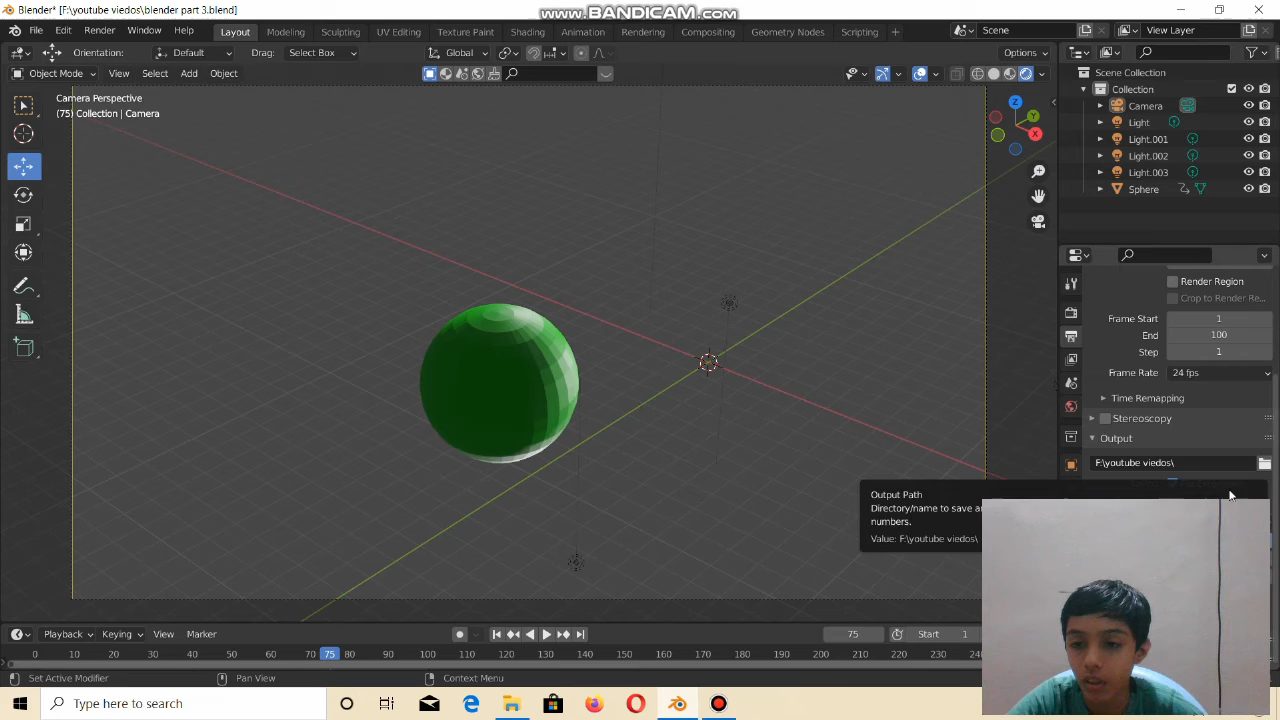 Blender* [F:\youtube viedos\blender part 3.blend]
www.BANDICAM.com
File Edit Render Window Help Layout Modeling Sculpting UV Editing Texture Paint Shading Animation Rendering Compositing Geometry Nodes Scripting + Scene View Layer
Orientation: Default Drag: Select Box Global Options
Object Mode View Select Add Object
Camera Perspective
(75) Collection | Camera
Z
Y
X
Scene Collection
Collection
Camera
Light
Light.001
Light.002
Light.003
Sphere
Render Region
Crop to Render Re...
Frame Start 1
End 100
Step 1
Frame Rate 24 fps
Time Remapping
Stereoscopy
Output
F:\youtube viedos\
Output Path
Directory/name to save an
numbers.
Value: F:\youtube viedos\
Playback Keying View Marker 75 Start 1
0 10 20 30 40 50 60 70 75 80 90 100 110 120 130 140 150 160 170 180 190 200 210 220 230 240
Set Active Modifier Pan View Context Menu
Type here to search